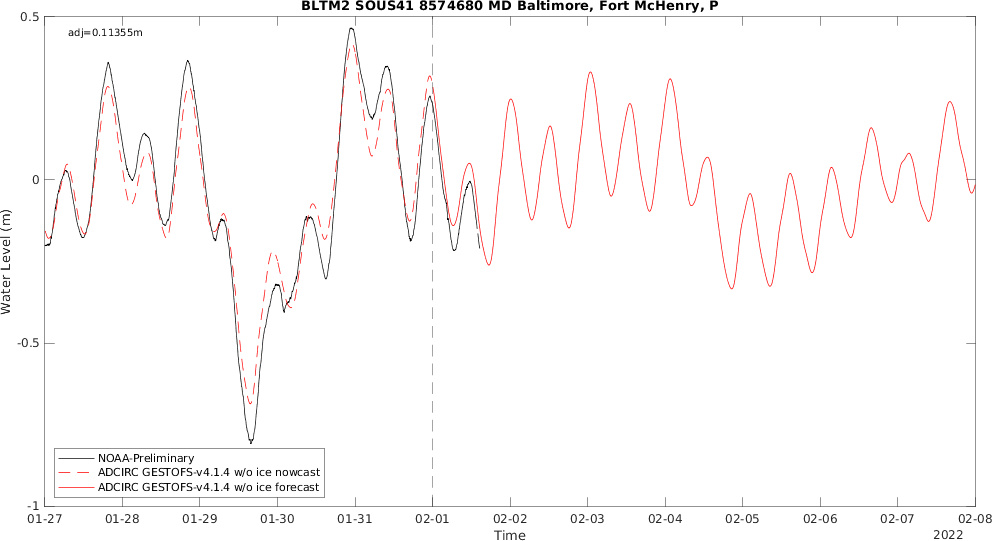 BLTM2 SOUS41 8574680 MD Baltimore, Fort McHenry, P
adj=0.11355m
0.5
0
-0.5
-1
Water Level (m)
NOAA-Preliminary
ADCIRC GESTOFS-v4.1.4 w/o ice nowcast
ADCIRC GESTOFS-v4.1.4 w/o ice forecast
01-27 01-28 01-29 01-30 01-31 02-01 02-02 02-03 02-04 02-05 02-06 02-07 02-08
Time
2022